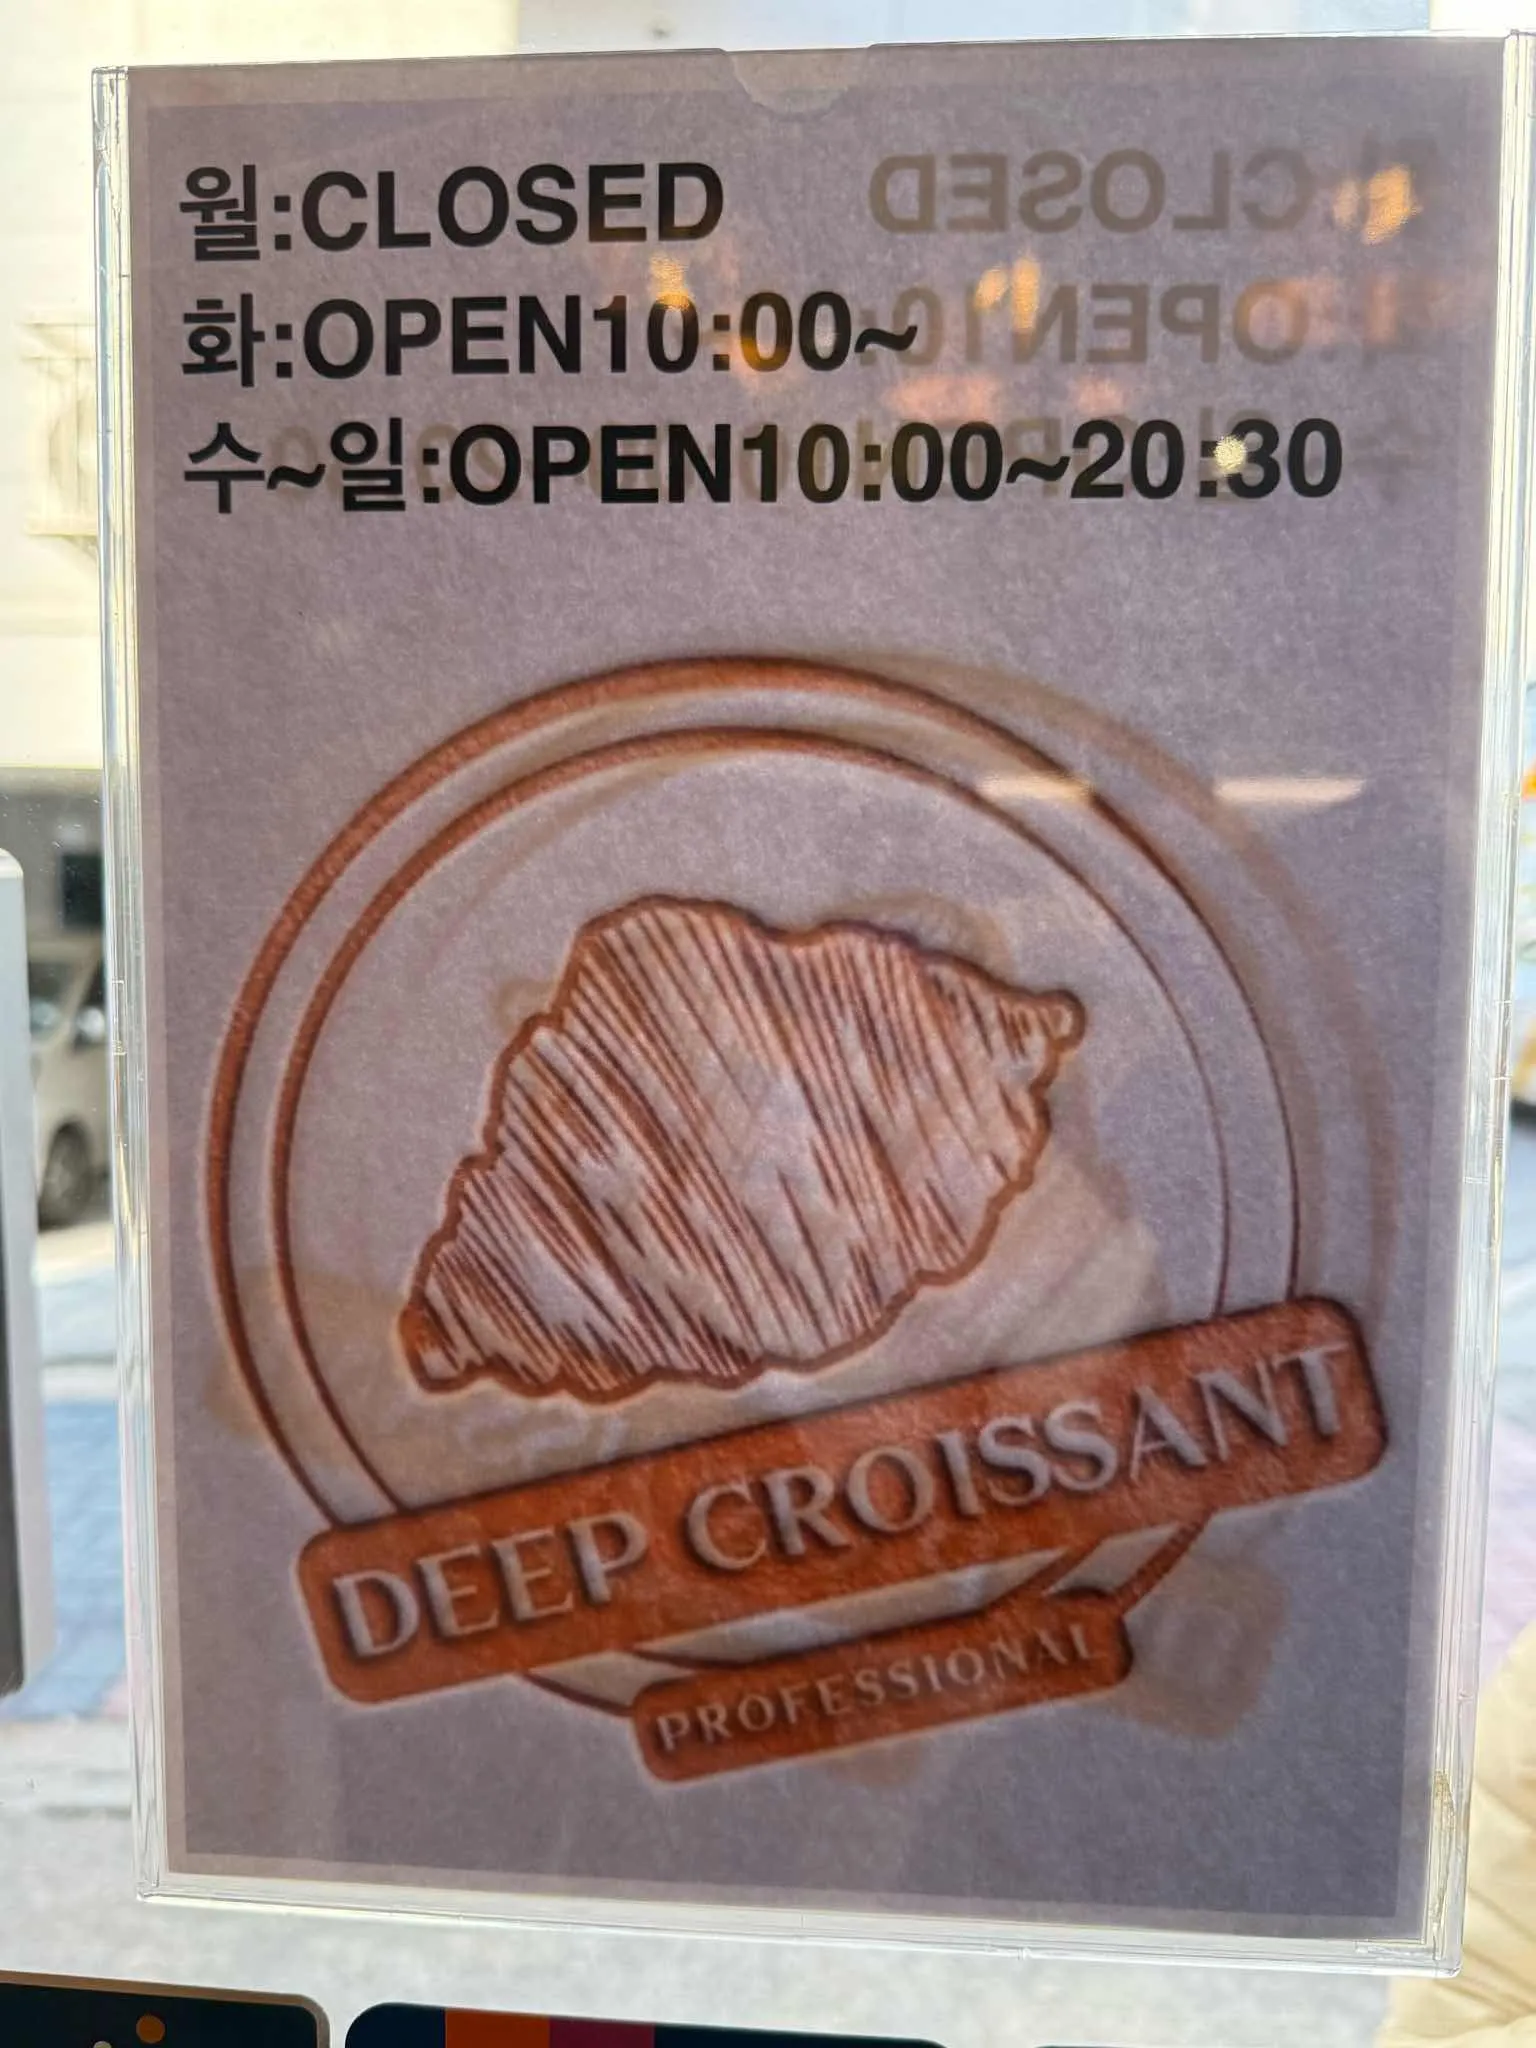 월:CLOSED
화:OPEN10:00~
수~일:OPEN10:00~20:30
DEEP CROISSANT
PROFESSIONAL